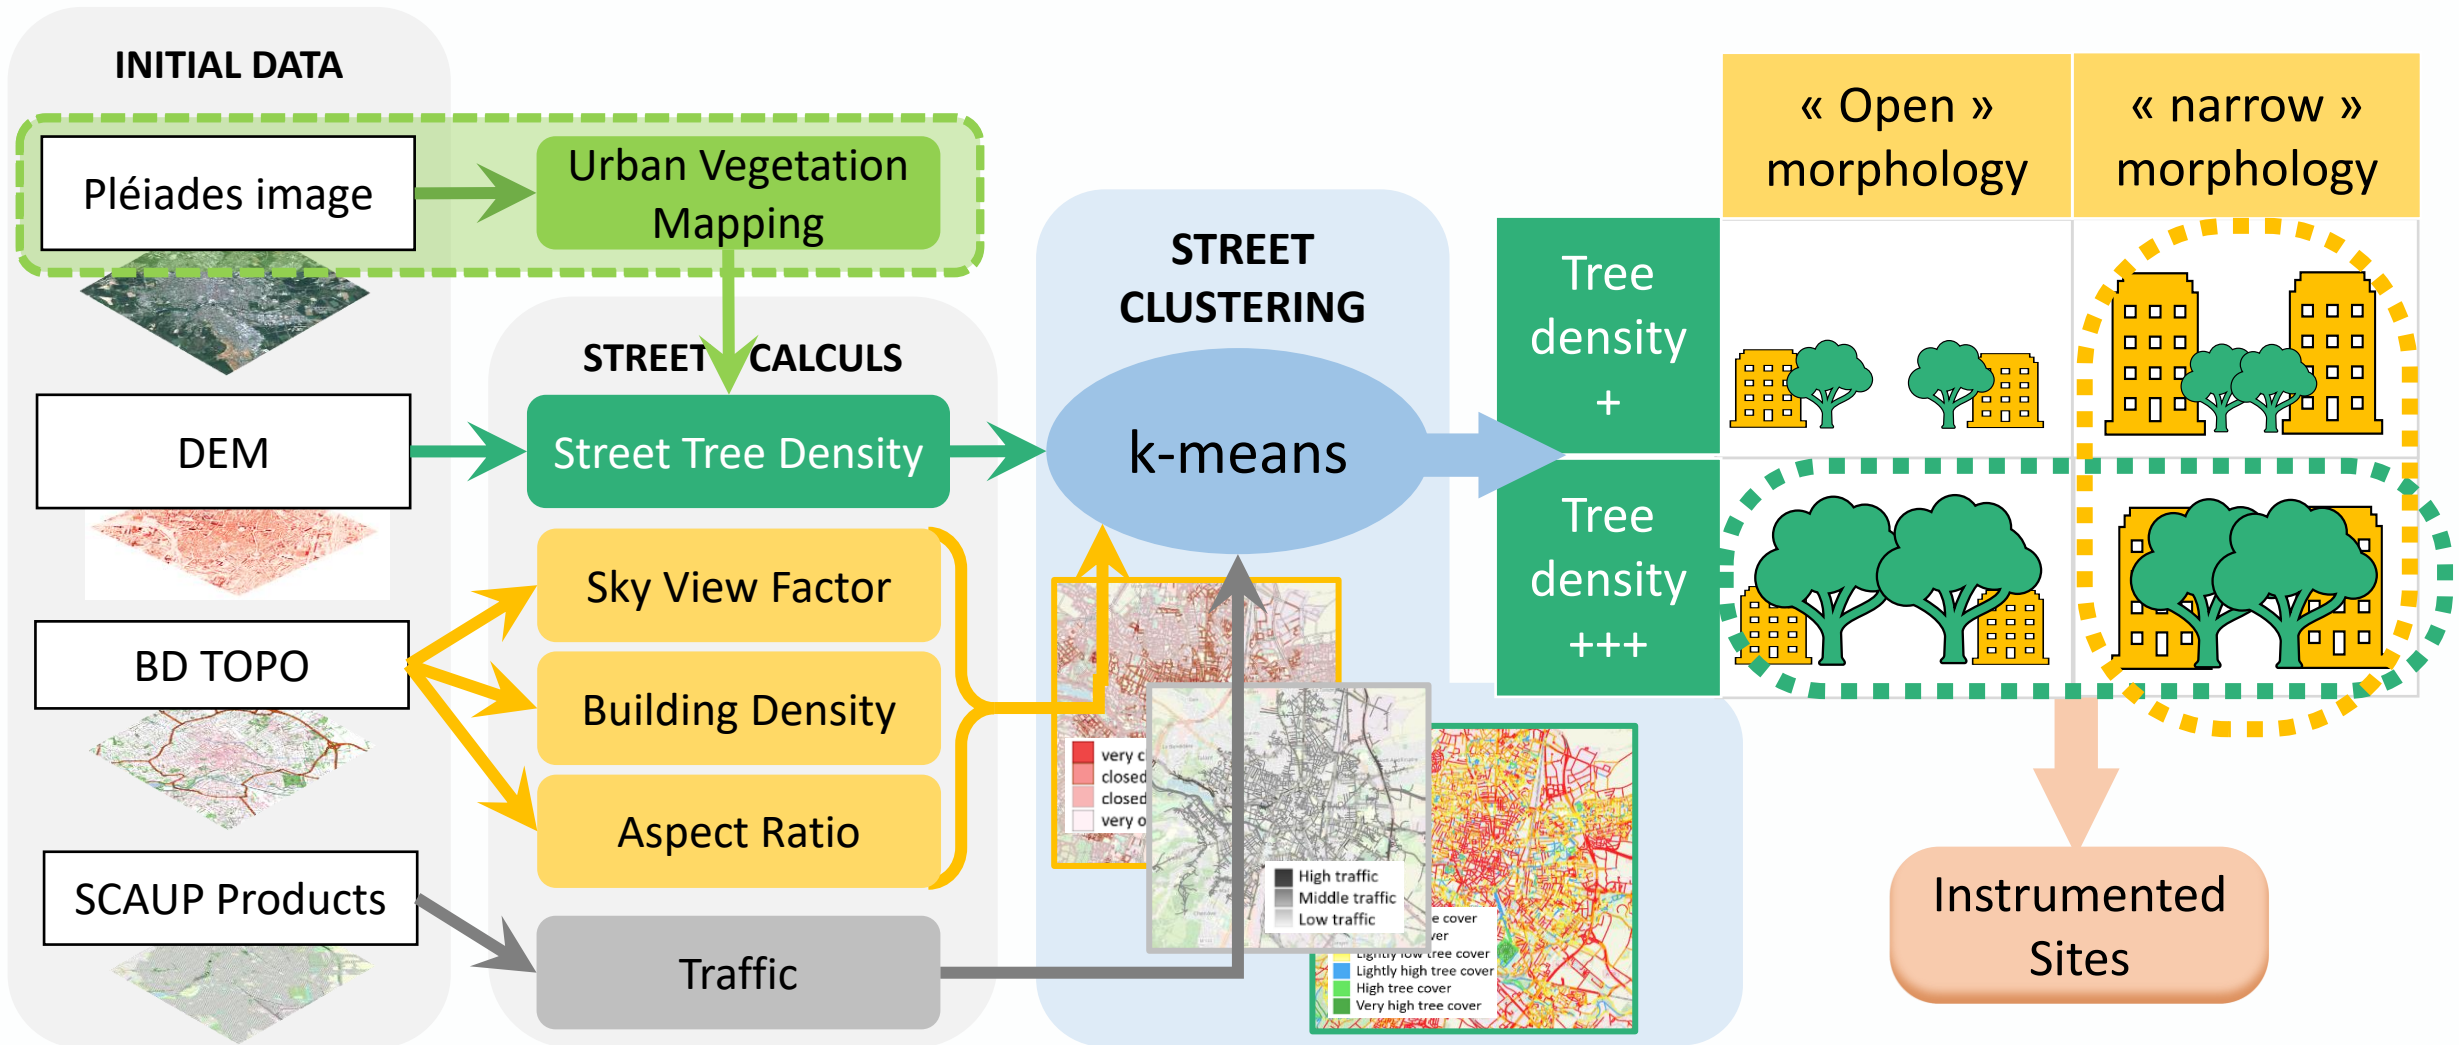 INITIAL DATA
Pléiades image
Urban Vegetation
Mapping
DEM
BD TOPO
SCAUP Products
STREET CALCULS
Street Tree Density
Sky View Factor
Building Density
Aspect Ratio
Traffic
STREET
CLUSTERING
k-means
very c
closed
closed
very o
High traffic
Middle traffic
Low traffic
e cover
ver
Lightly low tree cover
Lightly high tree cover
High tree cover
Very high tree cover
« Open »
morphology
« narrow »
morphology
Tree
density
+
Tree
density
+++
Instrumented
Sites